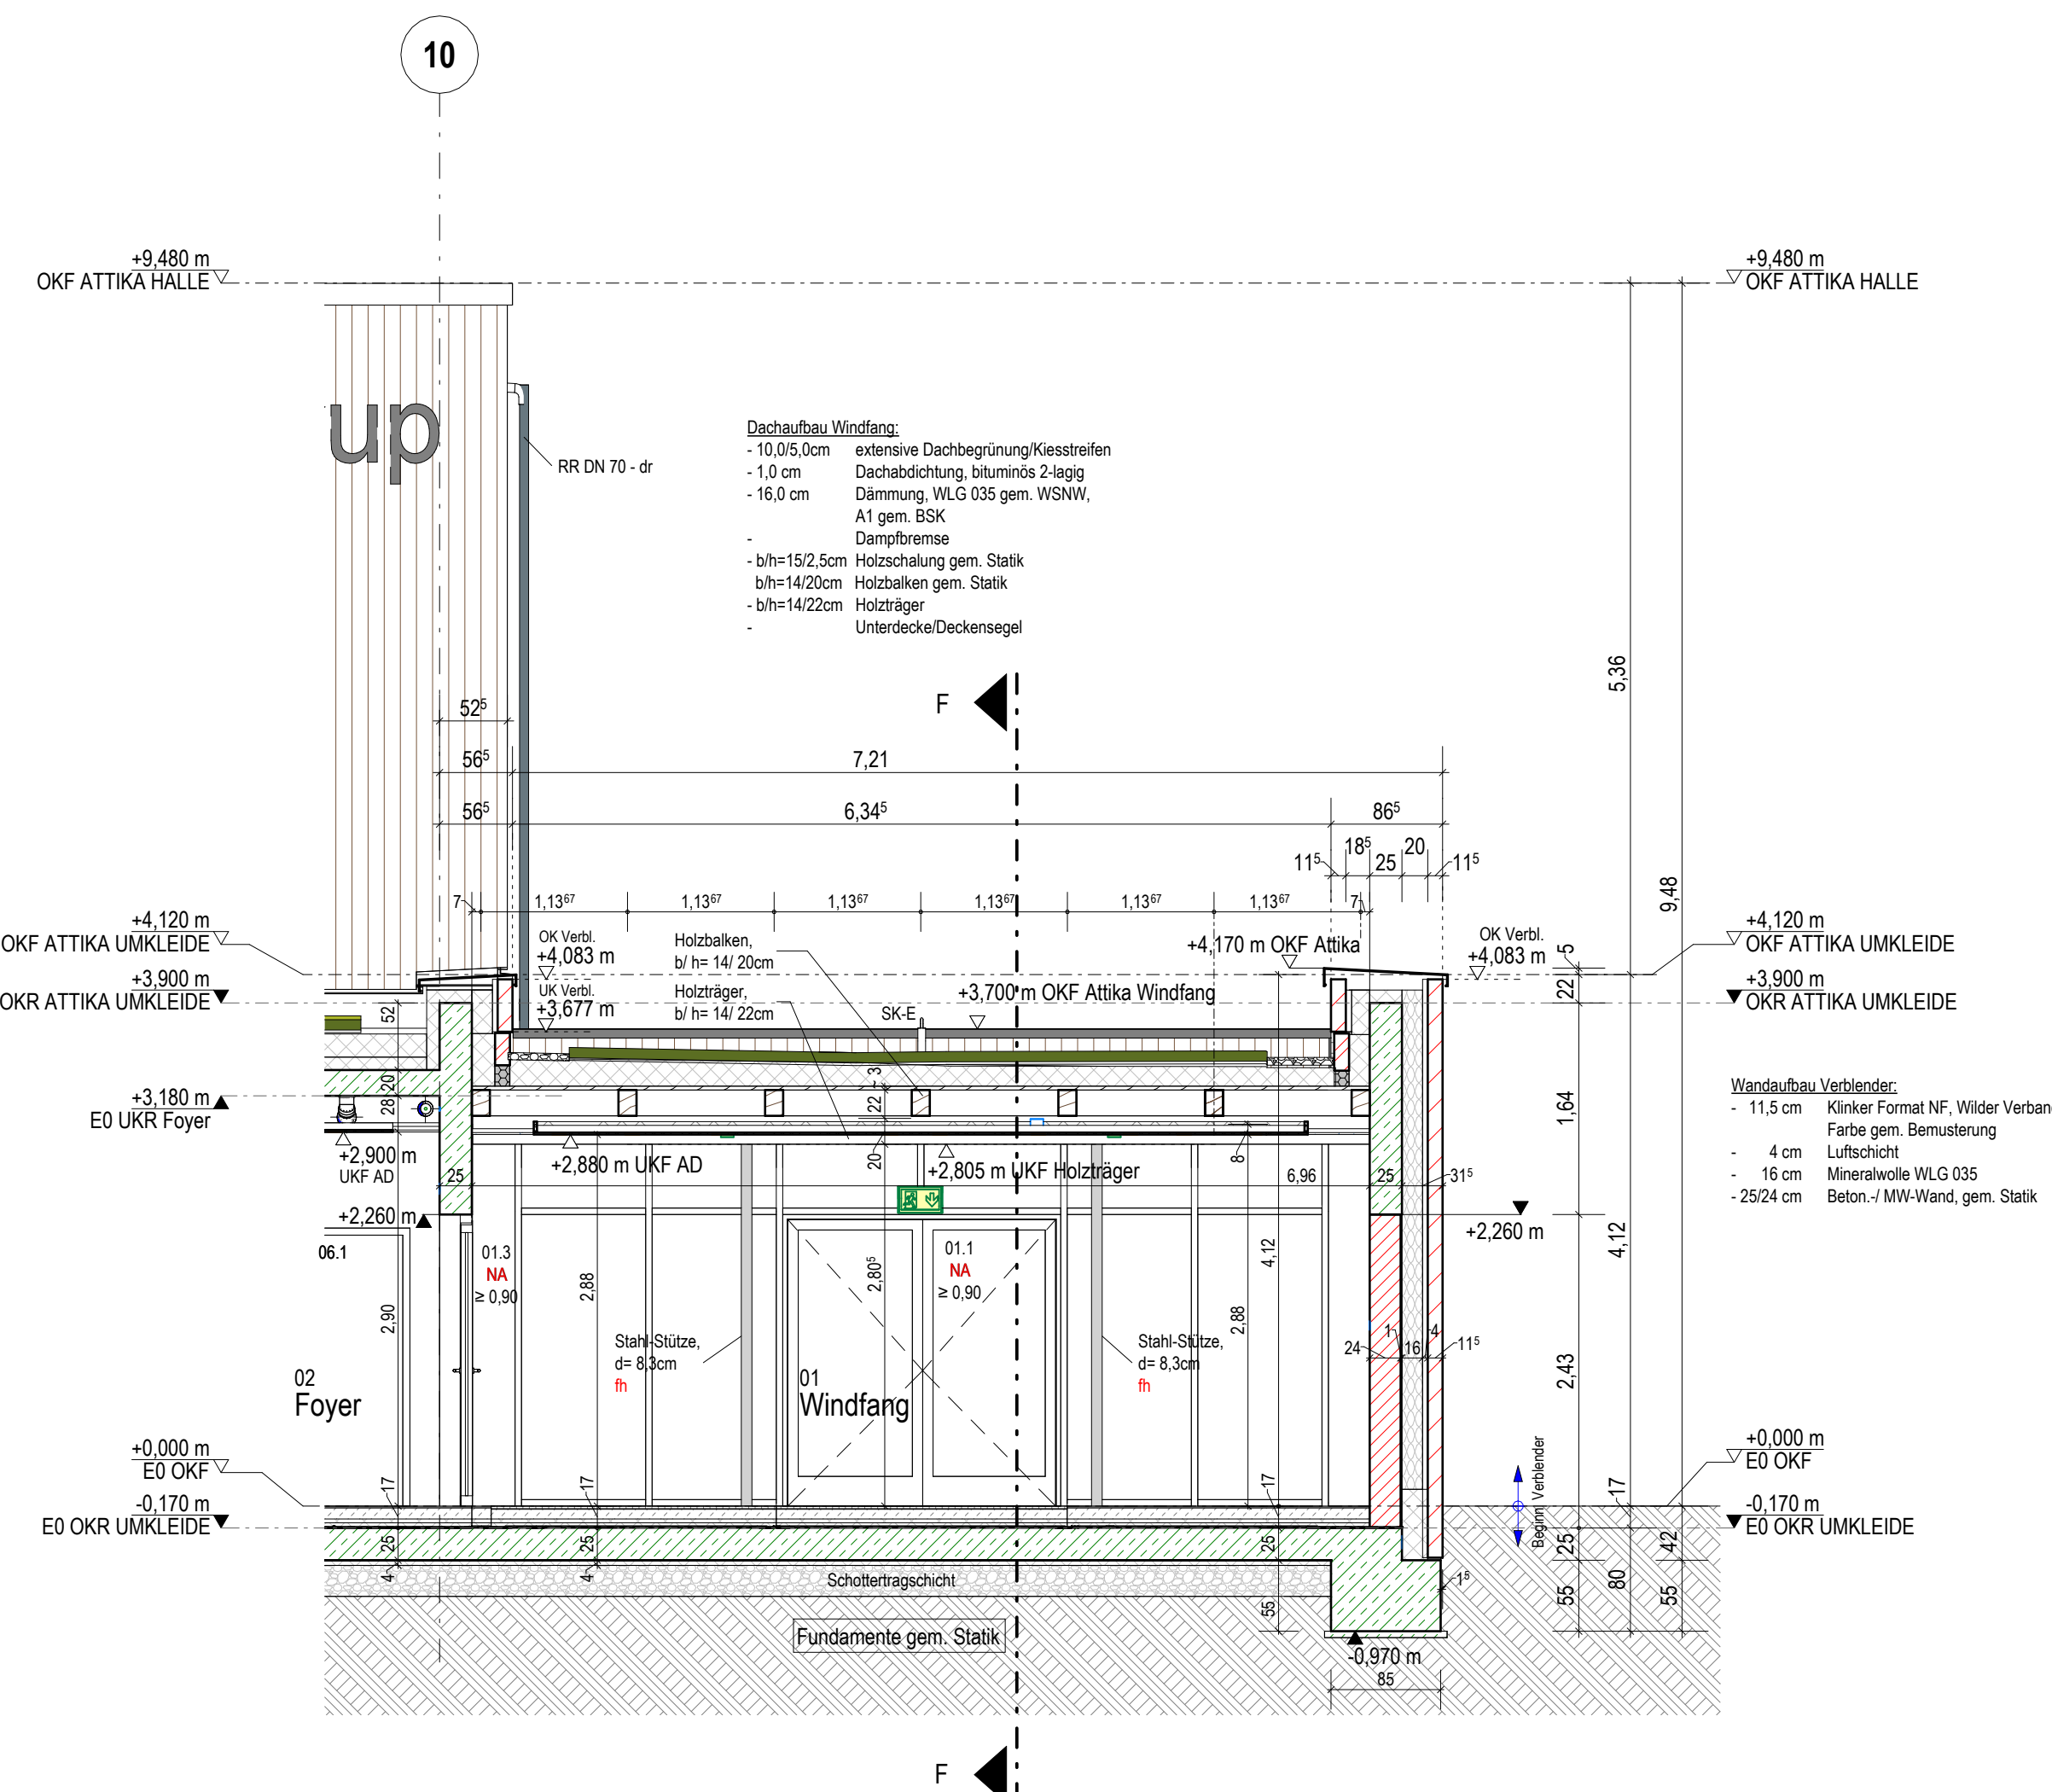 10
+9,480 m
OKF ATTIKA HALLE
+9,480 m
OKF ATTIKA HALLE
up
RR DN 70 - dr
Dachaufbau Windfang:
- 10,0/5,0cm extensive Dachbegrünung/Kiesstreifen
- 1,0 cm Dachabdichtung, bituminös 2-lagig
- 16,0 cm Dämmung, WLG 035 gem. WSNW,
A1 gem. BSK
- Dampfbremse
- b/h=15/2,5cm Holzschalung gem. Statik
b/h=14/20cm Holzbalken gem. Statik
- b/h=14/22cm Holzträger
- Unterdecke/Deckensegel
5,36
F
52⁵
56⁵ 7,21
56⁵ 6,34⁵ 86⁵
11⁵ 18⁵ 25 20 11⁵
7 1,13⁶⁷ 1,13⁶⁷ 1,13⁶⁷ 1,13⁶⁷ 1,13⁶⁷ 1,13⁶⁷ 7
9,48
+4,120 m
OKF ATTIKA UMKLEIDE
+3,900 m
OKR ATTIKA UMKLEIDE
OK Verbl.
+4,083 m
UK Verbl.
+3,677 m
Holzbalken,
b/ h= 14/ 20cm
Holzträger,
b/ h= 14/ 22cm
SK-E
+4,170 m OKF Attika
+3,700 m OKF Attika Windfang
OK Verbl.
+4,083 m
5
22
+4,120 m
OKF ATTIKA UMKLEIDE
+3,900 m
OKR ATTIKA UMKLEIDE
52
20
28
+3,180 m
E0 UKR Foyer
~ 3
22
20
8
1,64
+2,900 m
UKF AD
+2,880 m UKF AD
+2,805 m UKF Holzträger
25 6,96 25 31⁵
Wandaufbau Verblender:
- 11,5 cm Klinker Format NF, Wilder Verban
Farbe gem. Bemusterung
- 4 cm Luftschicht
- 16 cm Mineralwolle WLG 035
- 25/24 cm Beton.-/ MW-Wand, gem. Statik
+2,260 m
+2,260 m
06.1
01.3
NA
≥ 0,90
01.1
NA
≥ 0,90
2,90
2,88
2,80⁵
2,88
4,12
4,12
2,43
24 1 16 4 11⁵
Stahl-Stütze,
d= 8,3cm
fh
Stahl-Stütze,
d= 8,3cm
fh
02
Foyer
01
Windfang
+0,000 m
E0 OKF
-0,170 m
E0 OKR UMKLEIDE
17
25
4
17
25
4
17
25
55
Beginn Verblender
+0,000 m
E0 OKF
-0,170 m
E0 OKR UMKLEIDE
25
55
17
80
42
55
1⁵
Schottertragschicht
Fundamente gem. Statik
-0,970 m
85
F